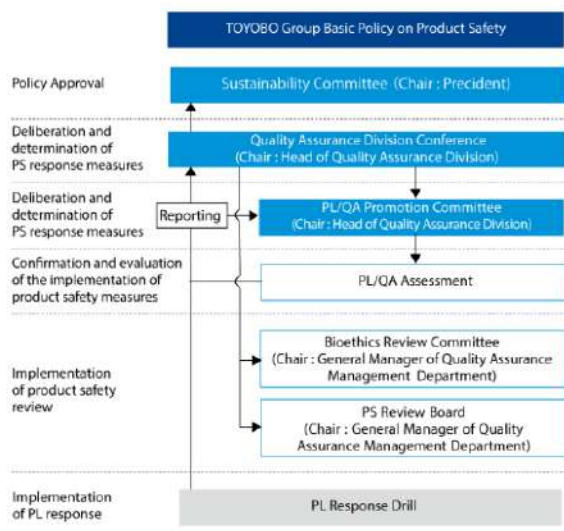 TOYOBO Group Basic Policy on Product Safety
Policy Approval
Sustainability Committee (Chair : Precident)
Deliberation and
determination of
PS response measures
Quality Assurance Division Conference
(Chair : Head of Quality Assurance Division)
Deliberation and
determination of
PS response measures
Reporting
PL/QA Promotion Committee
(Chair : Head of Quality Assurance Division)
Confirmation and evaluation
of the implementation of
product safety measures
PL/QA Assessment
Implementation
of product safety
review
Bioethics Review Committee
(Chair : General Manager of Quality Assurance
Management Department)
PS Review Board
(Chair : General Manager of Quality
Assurance Management Department)
Implementation
of PL response
PL Response Drill